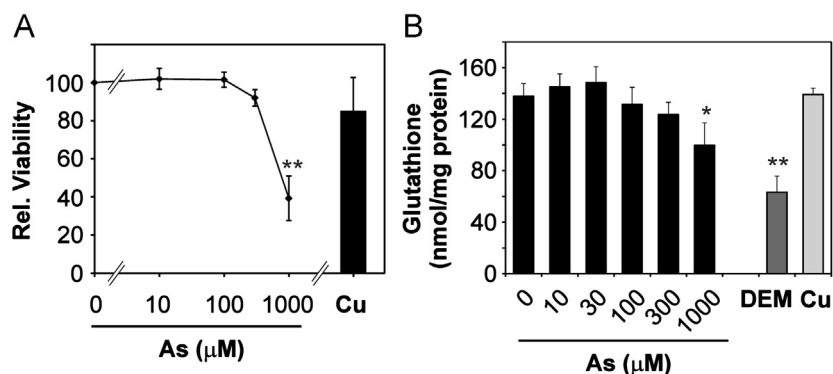 A
Rel. Viability
100
80
60
40
20
0
**
0 10 100 1000 Cu
As (μM)
B
Glutathione
(nmol/mg protein)
160
120
80
40
0
*
**
0 10 30 100 300 1000 DEM Cu
As (μM)